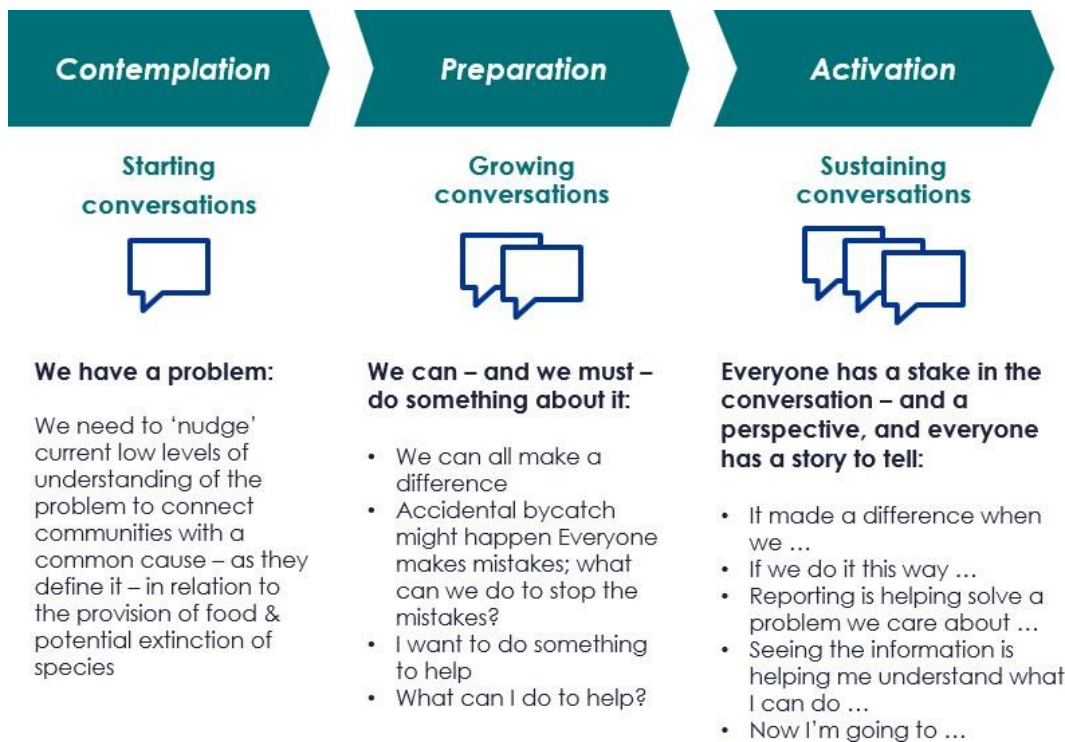 Contemplation
Starting
conversations
We have a problem:
We need to ‘nudge’
current low levels of
understanding of the
problem to connect
communities with a
common cause – as they
define it – in relation to
the provision of food &
potential extinction of
species
Preparation
Growing
conversations
We can – and we must –
do something about it:
• We can all make a
difference
• Accidental bycatch
might happen Everyone
makes mistakes; what
can we do to stop the
mistakes?
• I want to do something
to help
• What can I do to help?
Activation
Sustaining
conversations
Everyone has a stake in the
conversation – and a
perspective, and everyone
has a story to tell:
• It made a difference when
we …
• If we do it this way …
• Reporting is helping solve a
problem we care about …
• Seeing the information is
helping me understand what
I can do …
• Now I’m going to …